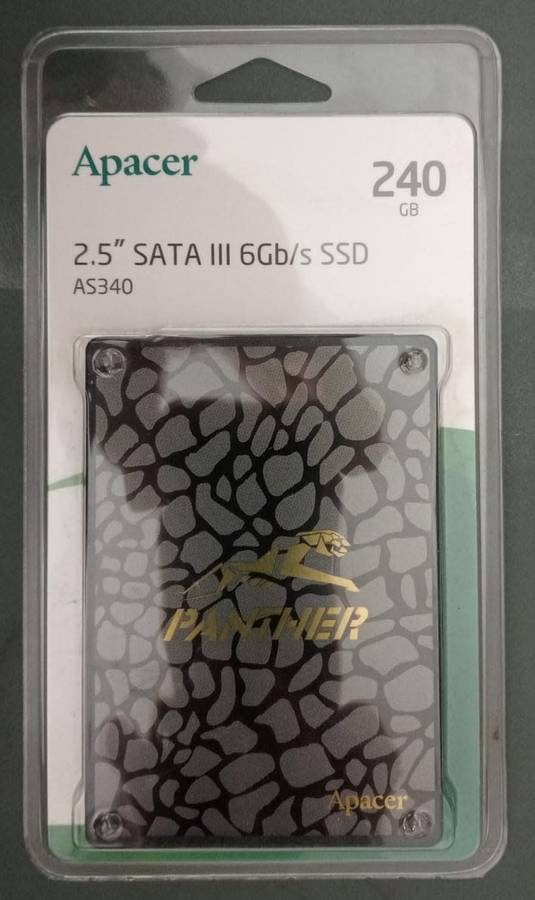 Apacer
240
GB
2.5" SATA III 6Gb/s SSD
AS340
PANTHER
Apacer